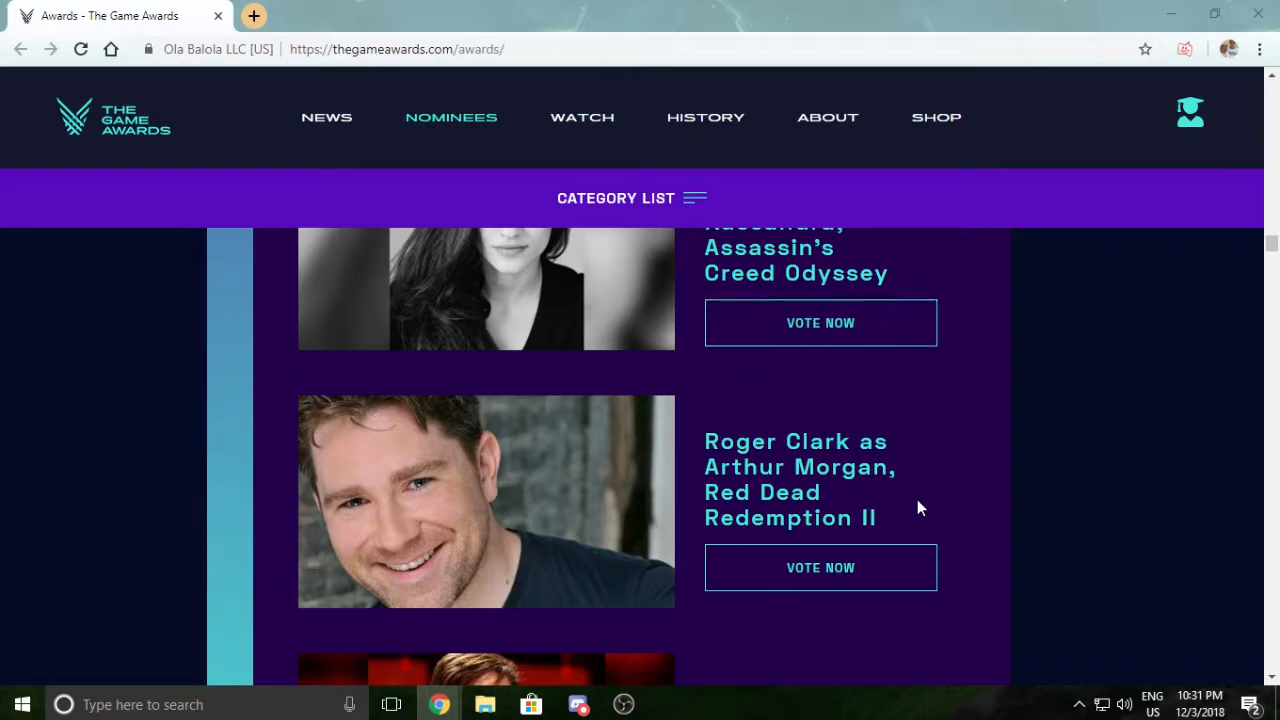 Awards - The Game Awards
Ola Balola LLC [US] https://thegameawards.com/awards/
THE
GAME
AWARDS
NEWS NOMINEES WATCH HISTORY ABOUT SHOP
CATEGORY LIST
Kassandra,
Assassin's
Creed Odyssey
VOTE NOW
Roger Clark as
Arthur Morgan,
Red Dead
Redemption II
VOTE NOW
Type here to search
ENG
US
10:31 PM
12/3/2018
2